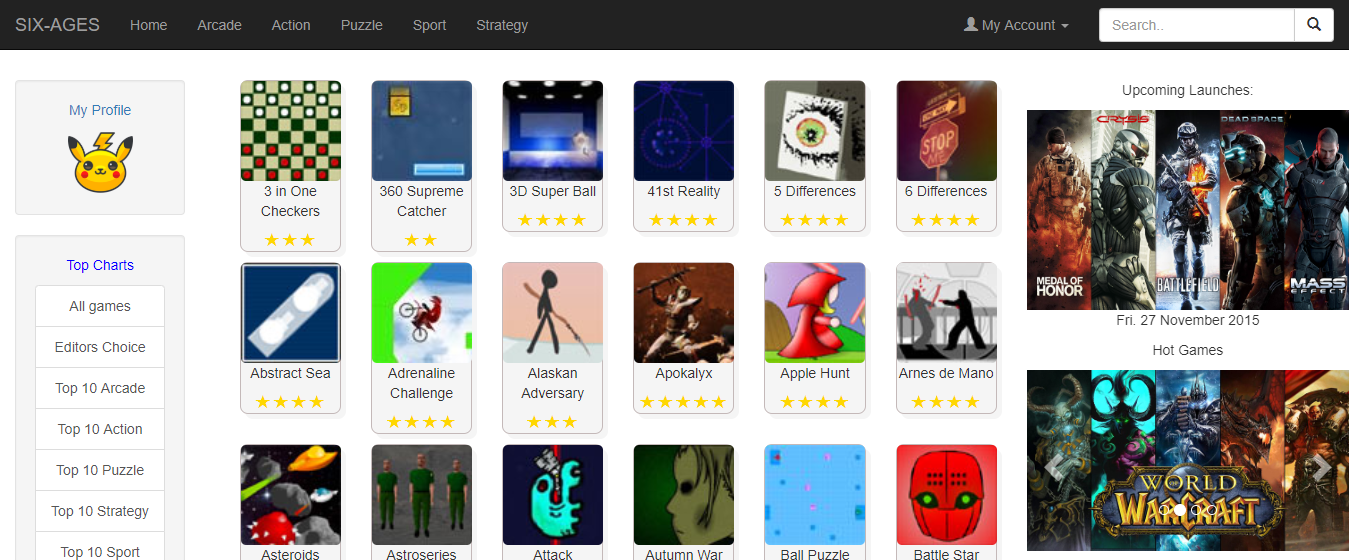 SIX-AGES Home Arcade Action Puzzle Sport Strategy My Account Search..
My Profile
Top Charts
All games
Editors Choice
Top 10 Arcade
Top 10 Action
Top 10 Puzzle
Top 10 Strategy
Top 10 Sport
3 in One
Checkers
360 Supreme
Catcher
3D Super Ball
41st Reality
5 Differences
ONE WAY
STOP
ME
6 Differences
Abstract Sea
Adrenaline
Challenge
Alaskan
Adversary
Apokalyx
Apple Hunt
Arnes de Mano
Asteroids
Astroseries
Attack
Autumn War
Ball Puzzle
Battle Star
Upcoming Launches:
CRYSIS
DEAD SPACE
MEDAL OF
HONOR
BATTLEFIELD
MASS
EFFECT
Fri. 27 November 2015
Hot Games
WORLD
OF
WARCRAFT